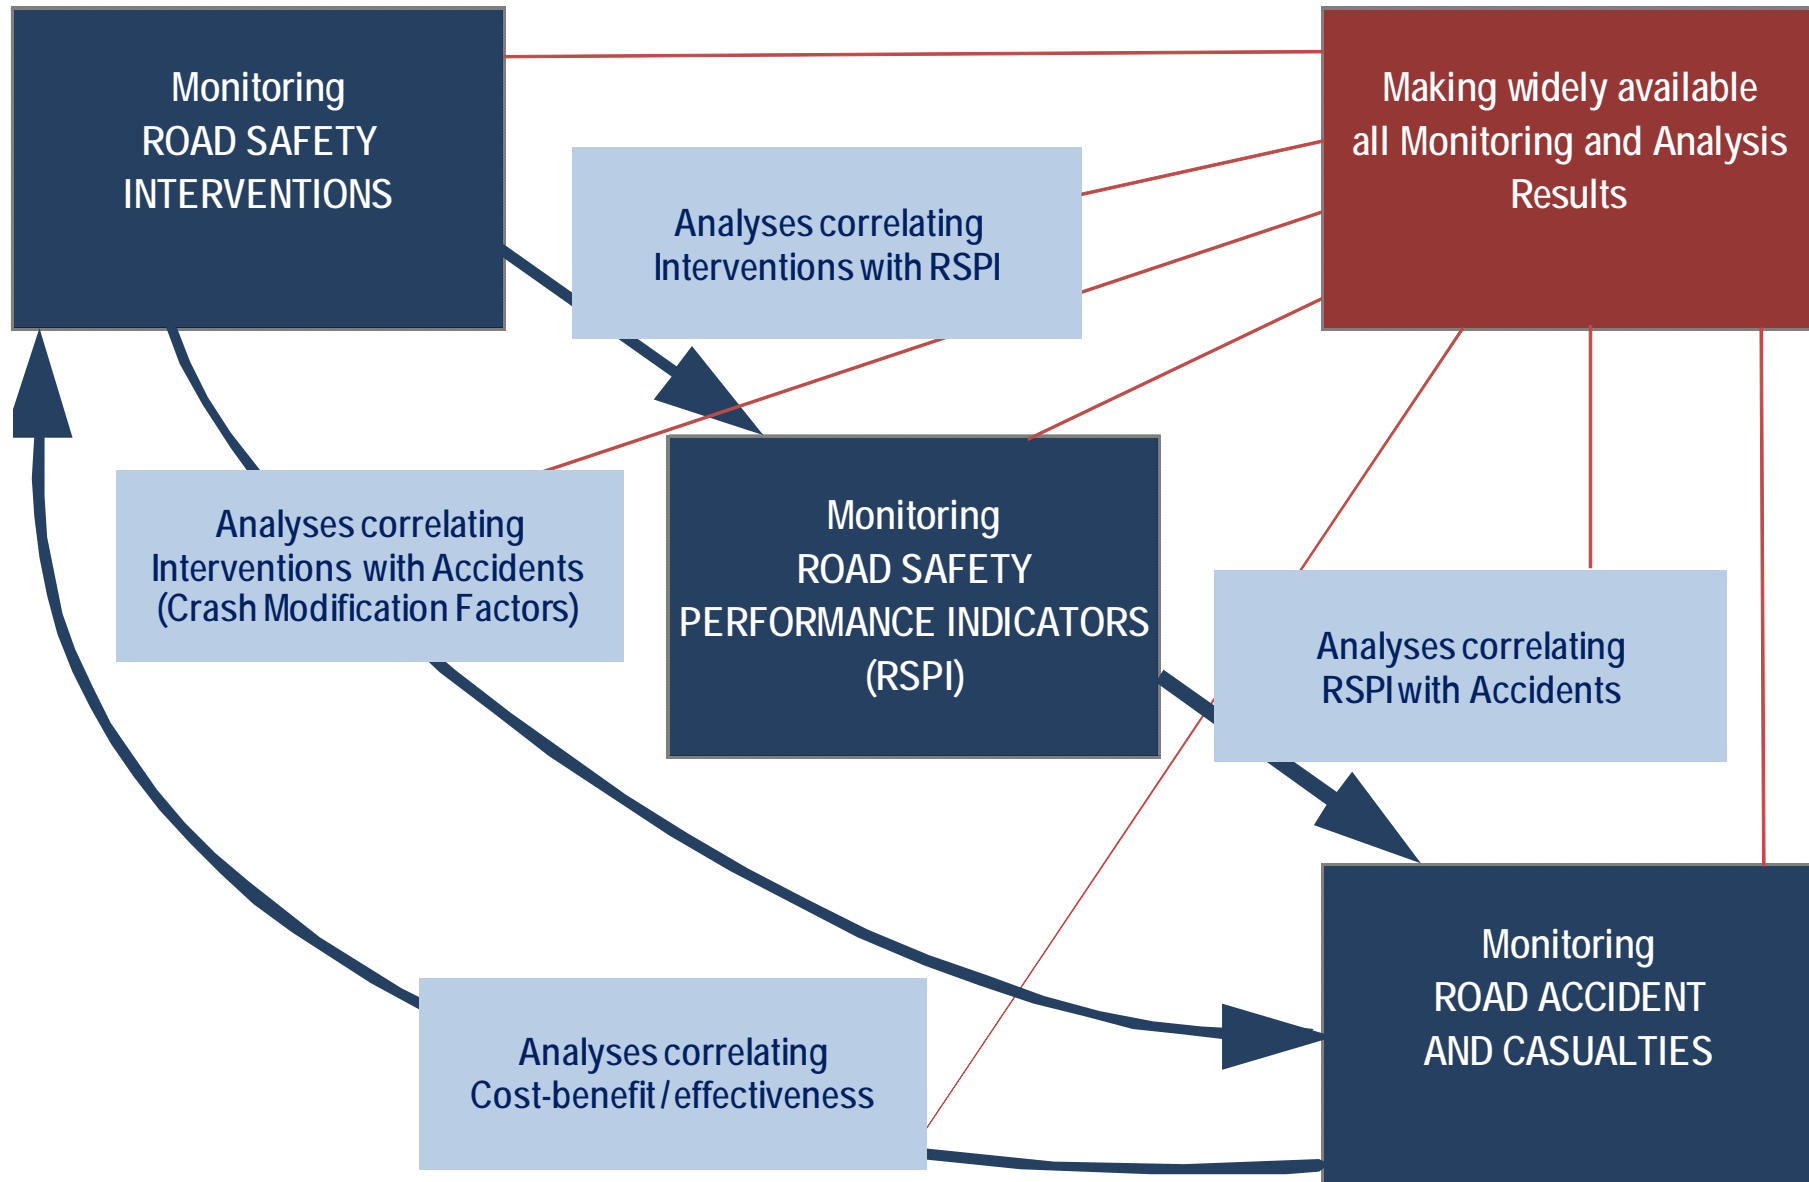 Monitoring
ROAD SAFETY
INTERVENTIONS
Making widely available
all Monitoring and Analysis
Results
Analyses correlating
Interventions with RSPI
Analyses correlating
Interventions with Accidents
(Crash Modification Factors)
Monitoring
ROAD SAFETY
PERFORMANCE INDICATORS
(RSPI)
Analyses correlating
RSPI with Accidents
Monitoring
ROAD ACCIDENT
AND CASUALTIES
Analyses correlating
Cost-benefit / effectiveness